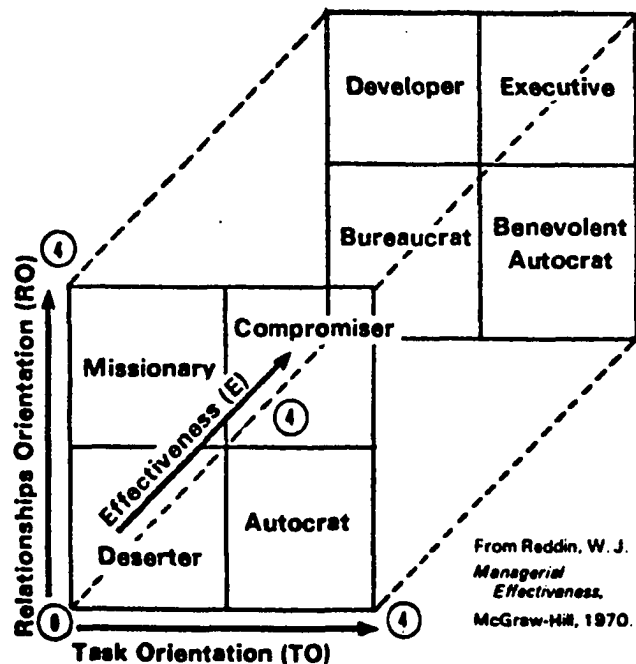 Developer
Executive
Bureaucrat
Benevolent
Autocrat
4
Relationships Orientation (RO)
Missionary
Compromiser
Effectiveness (E)
4
Deserter
Autocrat
From Reddin, W. J.
Managerial
Effectiveness,
McGraw-Hill, 1970.
0
4
Task Orientation (TO)